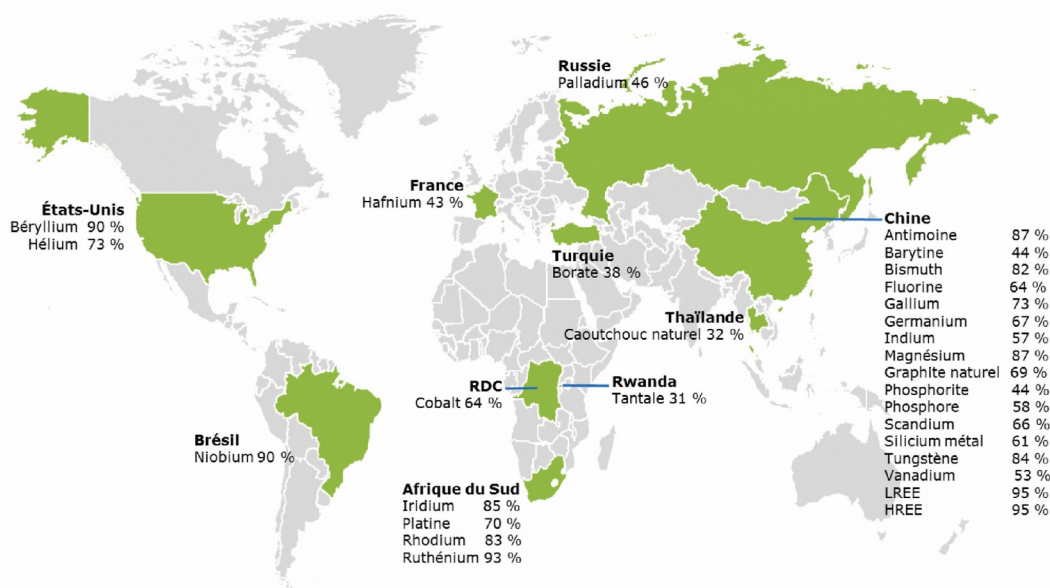 Russie
Palladium 46 %
France
Hafnium 43 %
États-Unis
Béryllium 90 %
Hélium 73 %
Turquie
Borate 38 %
Thaïlande
Caoutchouc naturel 32 %
RDC
Cobalt 64 %
Rwanda
Tantale 31 %
Brésil
Niobium 90 %
Afrique du Sud
Iridium 85 %
Platine 70 %
Rhodium 83 %
Ruthénium 93 %
Chine
Antimoine 87 %
Barytine 44 %
Bismuth 82 %
Fluorine 64 %
Gallium 73 %
Germanium 67 %
Indium 57 %
Magnésium 87 %
Graphite naturel 69 %
Phosphorite 44 %
Phosphore 58 %
Scandium 66 %
Silicium métal 61 %
Tungstène 84 %
Vanadium 53 %
LREE 95 %
HREE 95 %